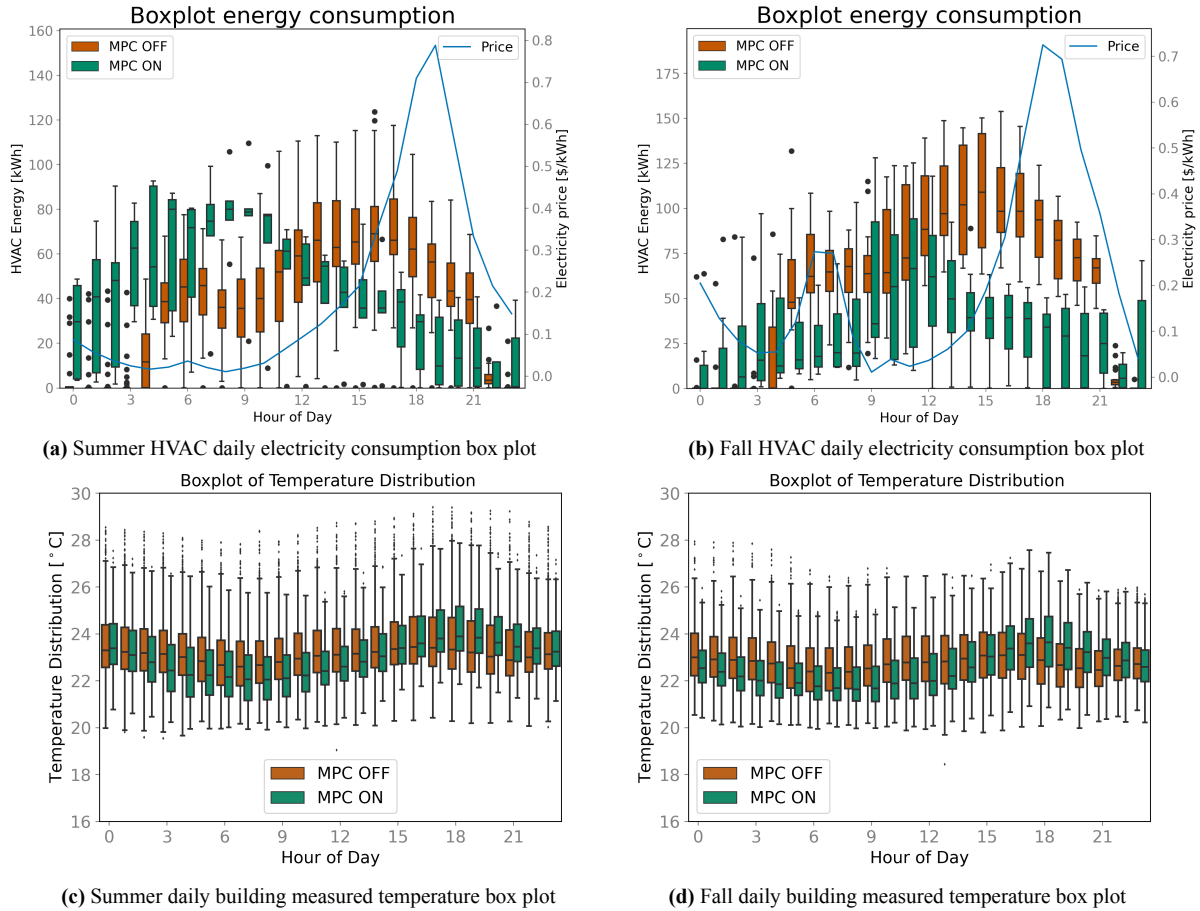 Boxplot energy consumption
MPC OFF
MPC ON
Price
160
140
120
100
80
60
40
20
0
HVAC Energy [kWh]
0.8
0.7
0.6
0.5
0.4
0.3
0.2
0.1
0.0
Electricity price [$/kWh]
0 3 6 9 12 15 18 21
Hour of Day
(a) Summer HVAC daily electricity consumption box plot
Boxplot energy consumption
MPC OFF
MPC ON
Price
175
150
125
100
75
50
25
0
HVAC Energy [kWh]
0.7
0.6
0.5
0.4
0.3
0.2
0.1
0.0
Electricity price [$/kWh]
0 3 6 9 12 15 18 21
Hour of Day
(b) Fall HVAC daily electricity consumption box plot
Boxplot of Temperature Distribution
30
28
26
24
22
20
18
16
Temperature Distribution [°C]
MPC OFF
MPC ON
0 3 6 9 12 15 18 21
Hour of Day
(c) Summer daily building measured temperature box plot
Boxplot of Temperature Distribution
30
28
26
24
22
20
18
16
Temperature Distribution [°C]
MPC OFF
MPC ON
0 3 6 9 12 15 18 21
Hour of Day
(d) Fall daily building measured temperature box plot